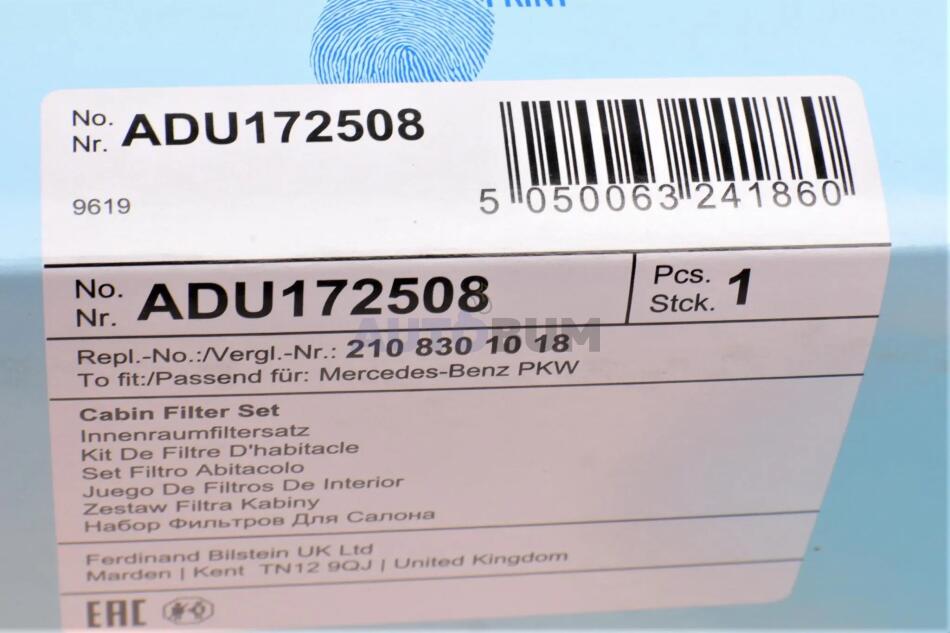 PRINT
No.
Nr. ADU172508
9619
5 050063 241860
No.
Nr. ADU172508
Pcs.
Stck. 1
AUTOBUM
Repl.-No.:/Vergl.-Nr.: 210 830 10 18
To fit:/Passend für: Mercedes-Benz PKW
Cabin Filter Set
Innenraumfiltersatz
Kit De Filtre D'habitacle
Set Filtro Abitacolo
Juego De Filtros De Interior
Zestaw Filtra Kabiny
Набор Фильтров Для Салона
Ferdinand Bilstein UK Ltd
Marden | Kent TN12 9QJ | United Kingdom
EAC